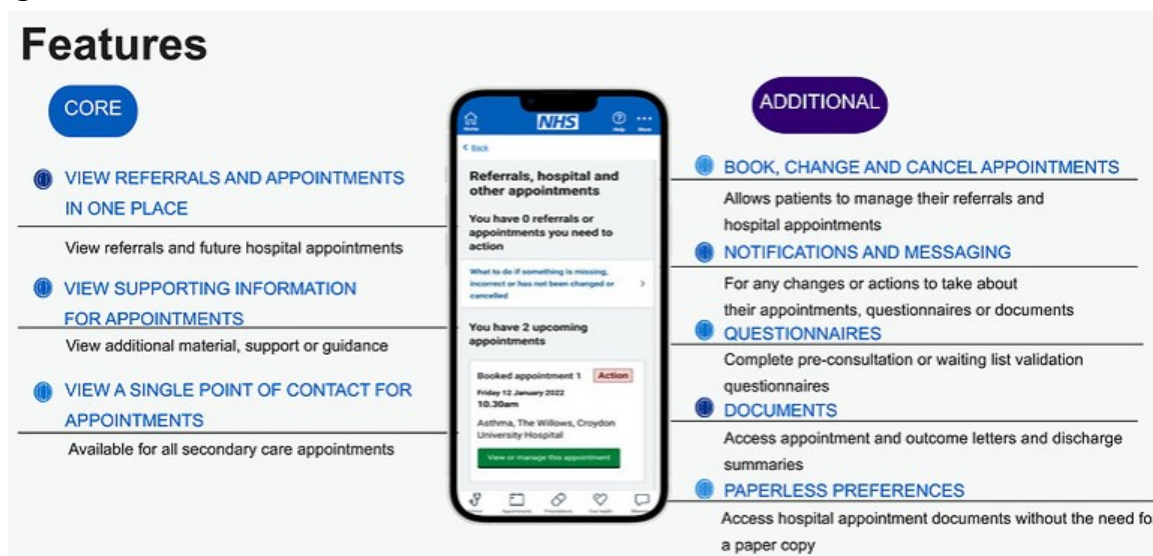 Features
CORE
VIEW REFERRALS AND APPOINTMENTS
IN ONE PLACE
View referrals and future hospital appointments
VIEW SUPPORTING INFORMATION
FOR APPOINTMENTS
View additional material, support or guidance
VIEW A SINGLE POINT OF CONTACT FOR
APPOINTMENTS
Available for all secondary care appointments
Home
NHS
Help
More
< Back
Referrals, hospital and
other appointments
You have 0 referrals or
appointments you need to
action
What to do if something is missing,
incorrect or has not been changed or
cancelled
You have 2 upcoming
appointments
Booked appointment 1
Action
Friday 12 January 2022
10.30am
Asthma, The Willows, Croydon
University Hospital
View or manage this appointment
Appointments
Prescriptions
Your health
ADDITIONAL
BOOK, CHANGE AND CANCEL APPOINTMENTS
Allows patients to manage their referrals and
hospital appointments
NOTIFICATIONS AND MESSAGING
For any changes or actions to take about
their appointments, questionnaires or documents
QUESTIONNAIRES
Complete pre-consultation or waiting list validation
questionnaires
DOCUMENTS
Access appointment and outcome letters and discharge
summaries
PAPERLESS PREFERENCES
Access hospital appointment documents without the need fo
a paper copy